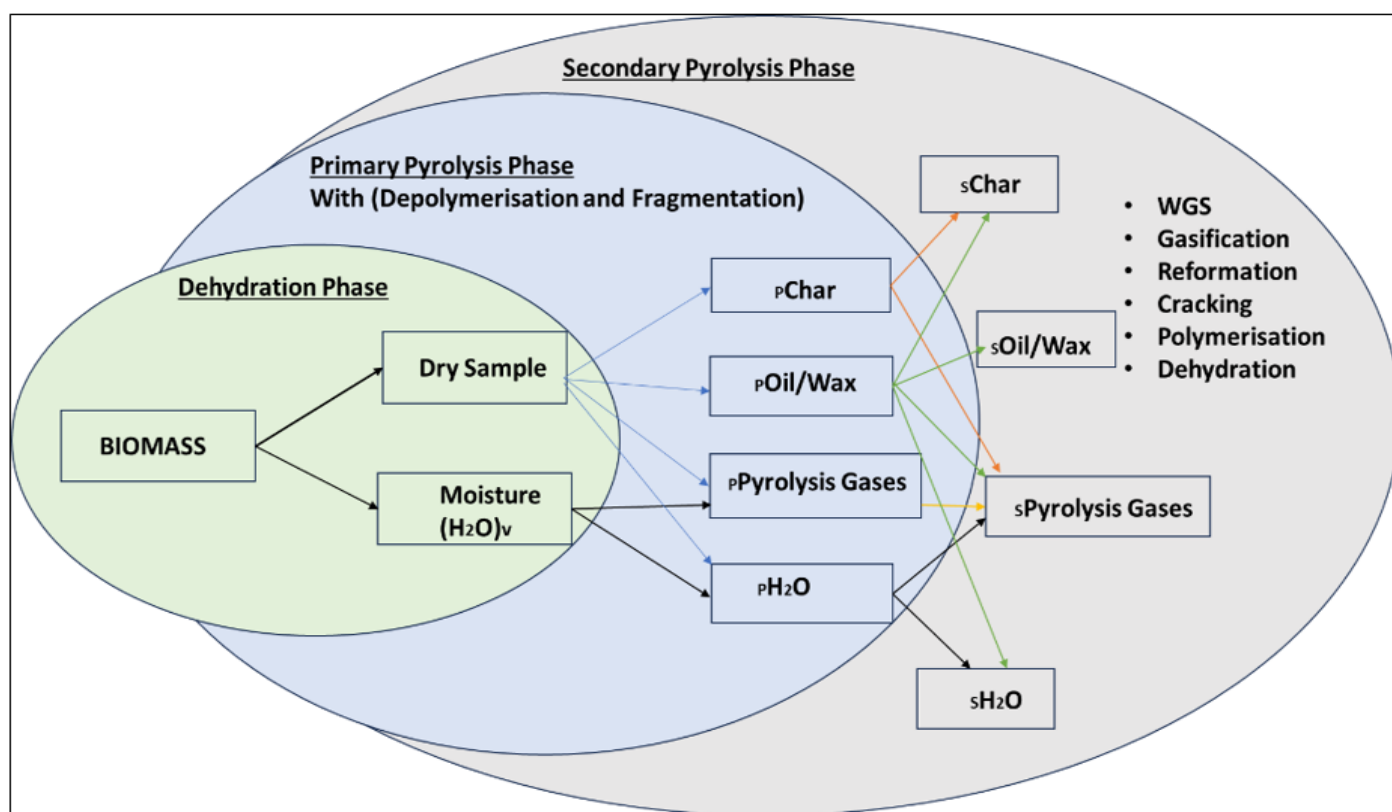 Secondary Pyrolysis Phase
Primary Pyrolysis Phase
With (Depolymerisation and Fragmentation)
Dehydration Phase
BIOMASS
Dry Sample
Moisture
(H₂O)v
PChar
POil/Wax
PPyrolysis Gases
PH₂O
SChar
SOil/Wax
SPyrolysis Gases
SH₂O
• WGS
• Gasification
• Reformation
• Cracking
• Polymerisation
• Dehydration